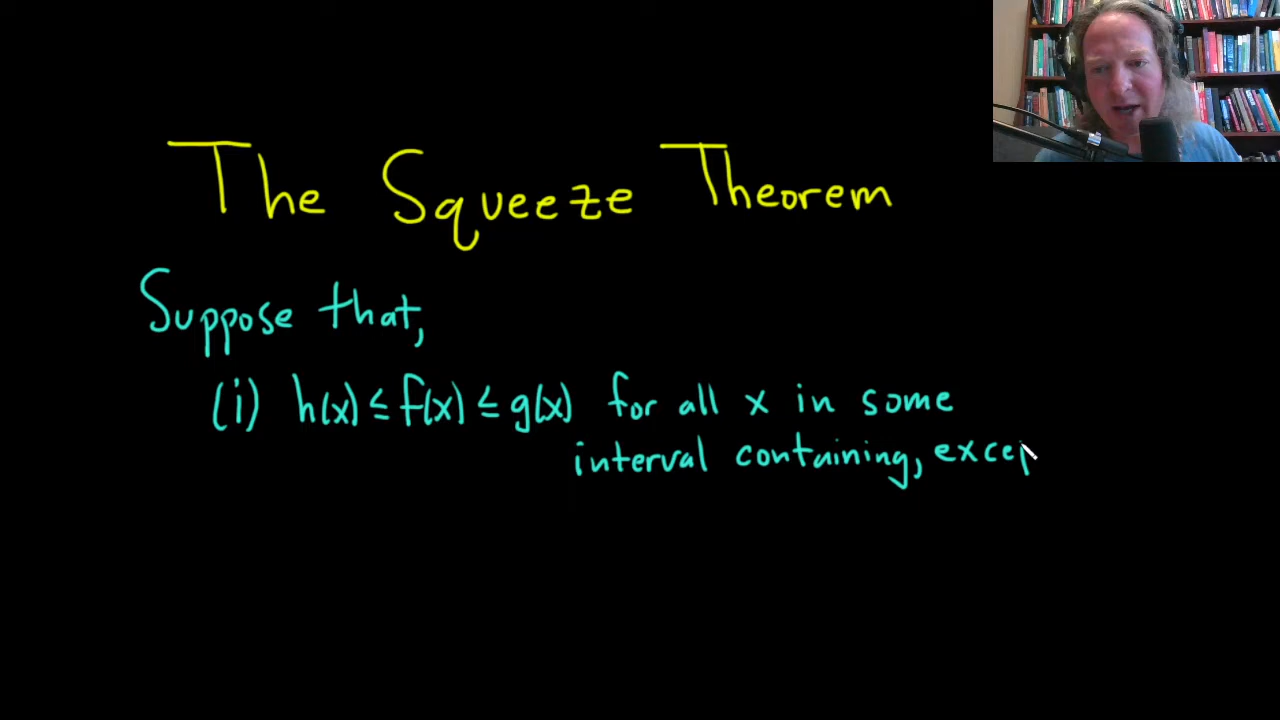 The Squeeze Theorem
Suppose that,
(i) h(x) ≤ f(x) ≤ g(x) for all x in some
interval containing, excep